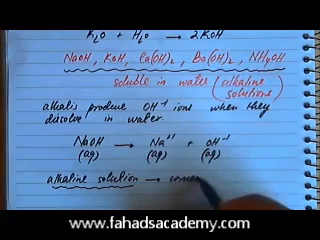 K₂O + H₂O → 2KOH
NaOH, KOH, Ca(OH)₂, Ba(OH)₂, NH₄OH
soluble in water (alkaline
solutions)
alkalis produce OH⁻¹ ions when they
dissolve in water.
NaOH → Na⁺¹ + OH⁻¹
(aq) (aq) (aq)
alkaline solution →
www.fahadsacademy.com